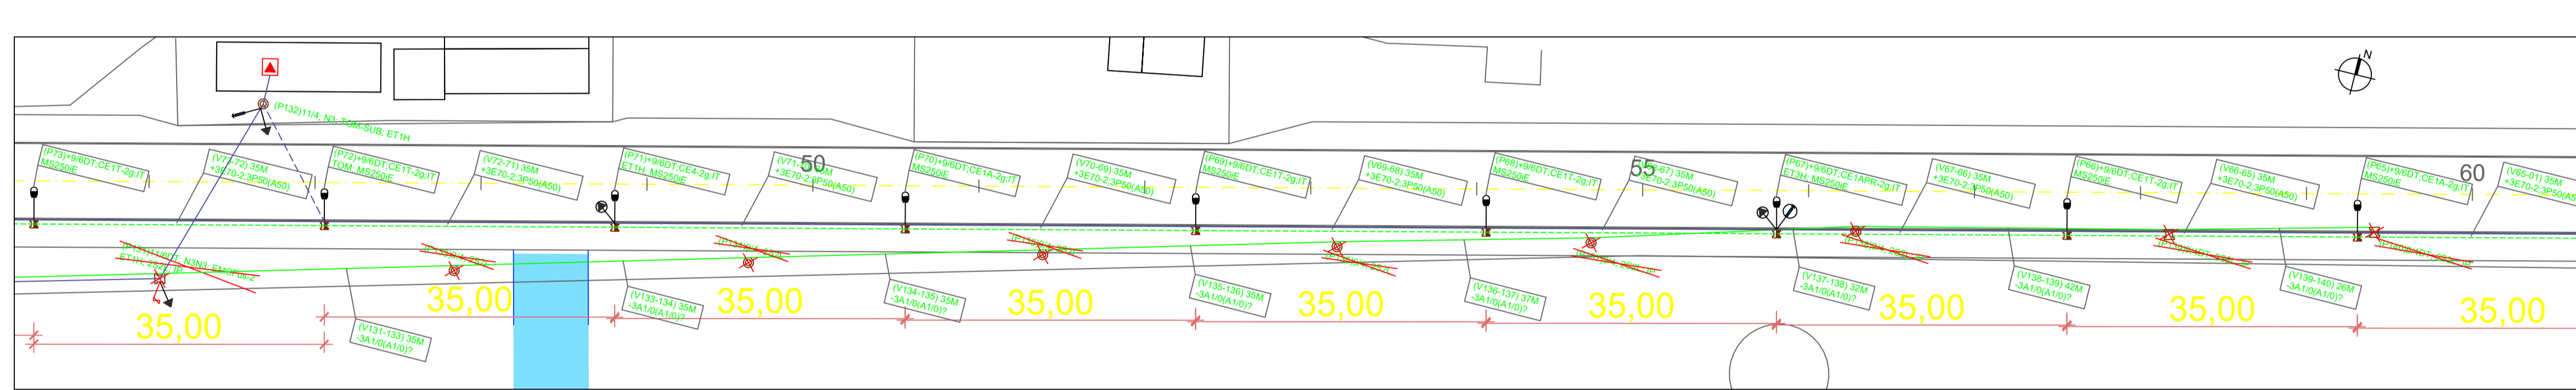 N
(P132)11/4; N3; TOM-SUB; ET1H
(P73)+9/6DT;CE1T-2g.IT
MS250iE
(V73-72) 35M
+3E70-2;3P50(A50)
(P72)+9/6DT;CE1T-2g.IT
TOM; MS250iE
(V72-71) 35M
+3E70-2;3P50(A50)
(P71)+9/6DT;CE4-2g.IT
ET1H; MS250iE
+3E70-2;3P50(A50)
50
(P70)+9/6DT;CE1A-2g.IT
MS250IE
(V70-69) 35M
+3E70-2;3P50(A50)
(P69)+9/6DT;CE1T-2g.IT
MS250iE
(V69-68) 35M
+3E70-2;3P50(A50)
(P68)+9/6DT;CE1T-2g.IT
MS250iE
55
+3E70-2;3P50(A50)
(P67)+9/6DT;CE1APR-2g.IT
ET3H; MS250iE
(V67-66) 35M
+3E70-2;3P50(A50)
(P66)+9/6DT;CE1T-2g.IT
MS250iE
(V66-65) 35M
+3E70-2;3P50(A50)
(P65)+9/6DT;CE1A-2g.IT
MS250iE
60
(V65-01) 35M
35,00
35,00
35,00
35,00
35,00
35,00
35,00
35,00
35,00
(V131-133) 35M
-3A1/0(A1/0)?
(V133-134) 35M
-3A1/0(A1/0)?
(V134-135) 35M
-3A1/0(A1/0)?
(V135-136) 35M
-3A1/0(A1/0)?
(V136-137) 37M
-3A1/0(A1/0)?
(V137-138) 32M
-3A1/0(A1/0)?
(V138-139) 42M
-3A1/0(A1/0)?
(V139-140) 26M
-3A1/0(A1/0)?